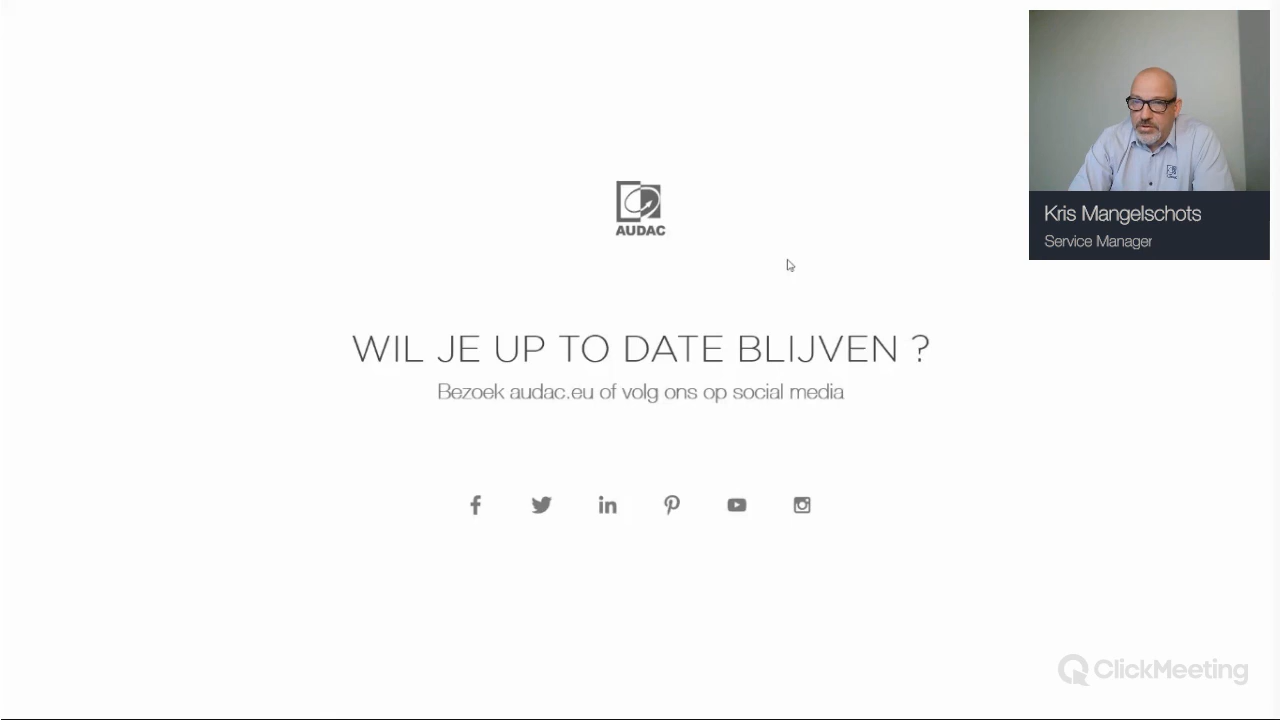 AUDAC
WIL JE UP TO DATE BLIJVEN ?
Bezoek audac.eu of volg ons op social media
Kris Mangelschots
Service Manager
ClickMeeting